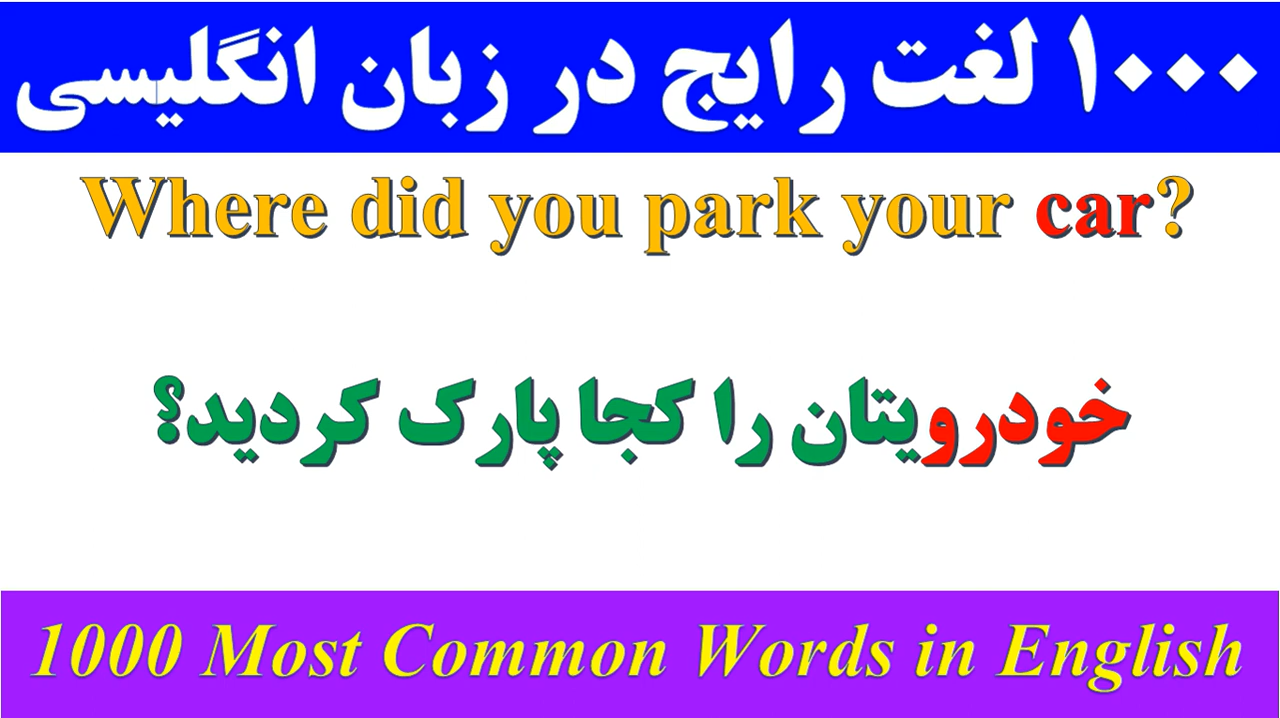 ۱۰۰۰ لغت رایج در زبان انگلیسی
Where did you park your car?
خودرویتان را کجا پارک کردید؟
1000 Most Common Words in English